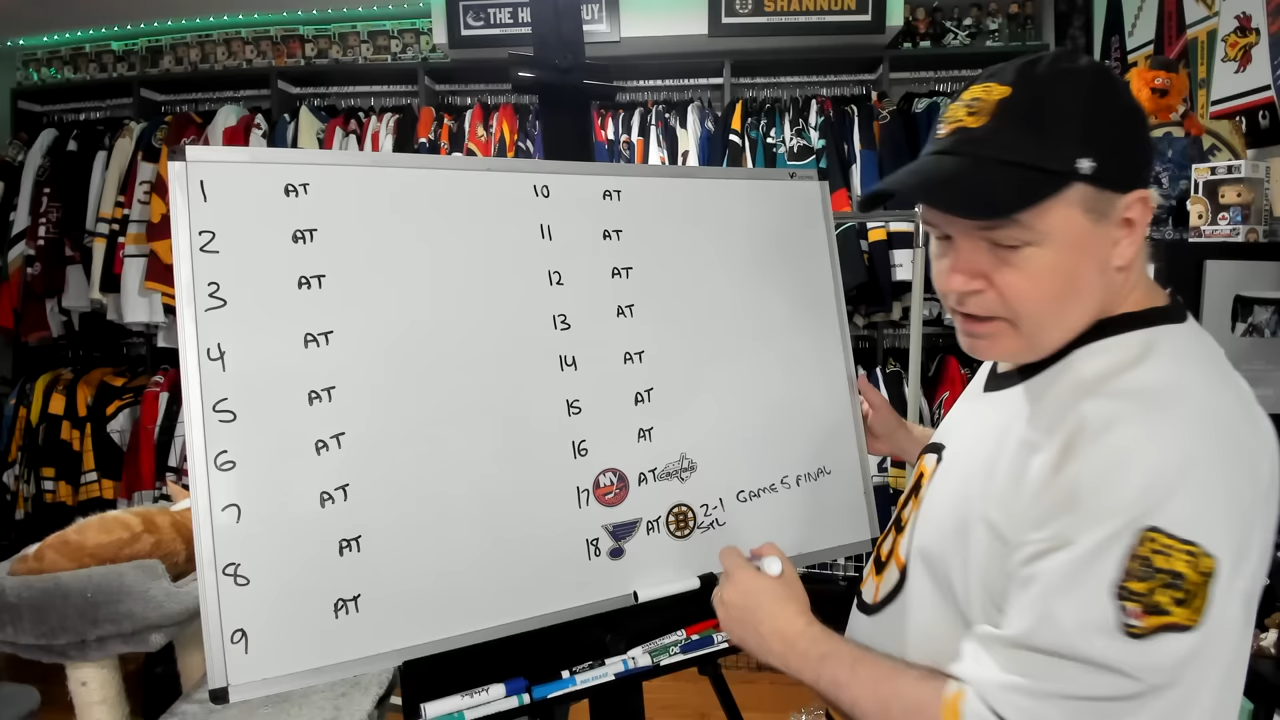 THE HO GUY
SHANNON
1 AT
2 AT
3 AT
4 AT
5 AT
6 AT
7 AT
8 AT
9 AT
10 AT
11 AT
12 AT
13 AT
14 AT
15 AT
16 AT
17 NY AT capitals
18 AT B 2-1 STL GAME 5 FINAL